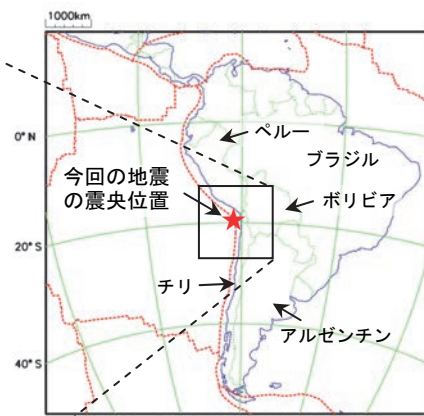 1000km
ペルー
0° N
ブラジル
今回の地震
の震央位置
ボリビア
20°S
チリ
アルゼンチン
40°S